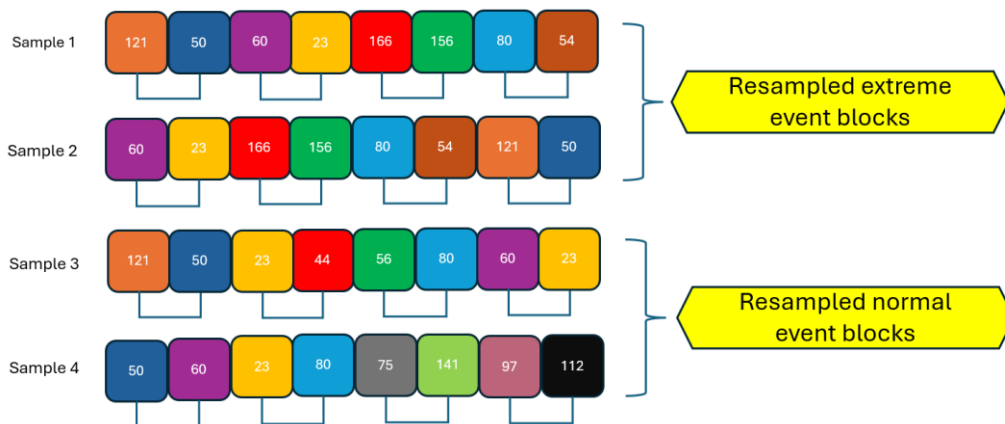 Sample 1
121 50 60 23 166 156 80 54
Resampled extreme
event blocks
Sample 2
60 23 166 156 80 54 121 50
Sample 3
121 50 23 44 56 80 60 23
Resampled normal
event blocks
Sample 4
50 60 23 80 75 141 97 112